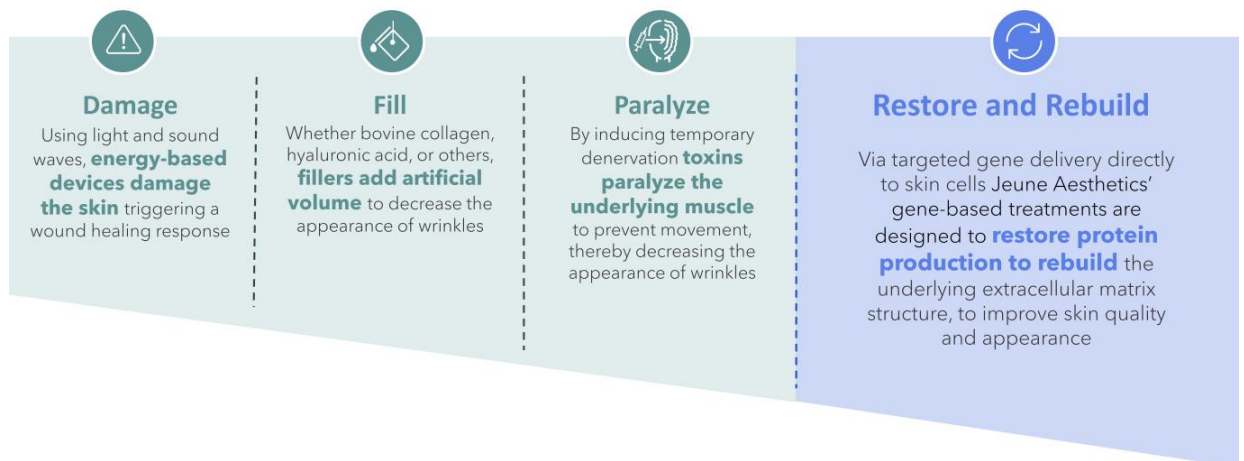 Damage
Using light and sound
waves, energy-based
devices damage
the skin triggering a
wound healing response
Fill
Whether bovine collagen,
hyaluronic acid, or others,
fillers add artificial
volume to decrease the
appearance of wrinkles
Paralyze
By inducing temporary
denervation toxins
paralyze the
underlying muscle
to prevent movement,
thereby decreasing the
appearance of wrinkles
Restore and Rebuild
Via targeted gene delivery directly
to skin cells Jeune Aesthetics’
gene-based treatments are
designed to restore protein
production to rebuild the
underlying extracellular matrix
structure, to improve skin quality
and appearance